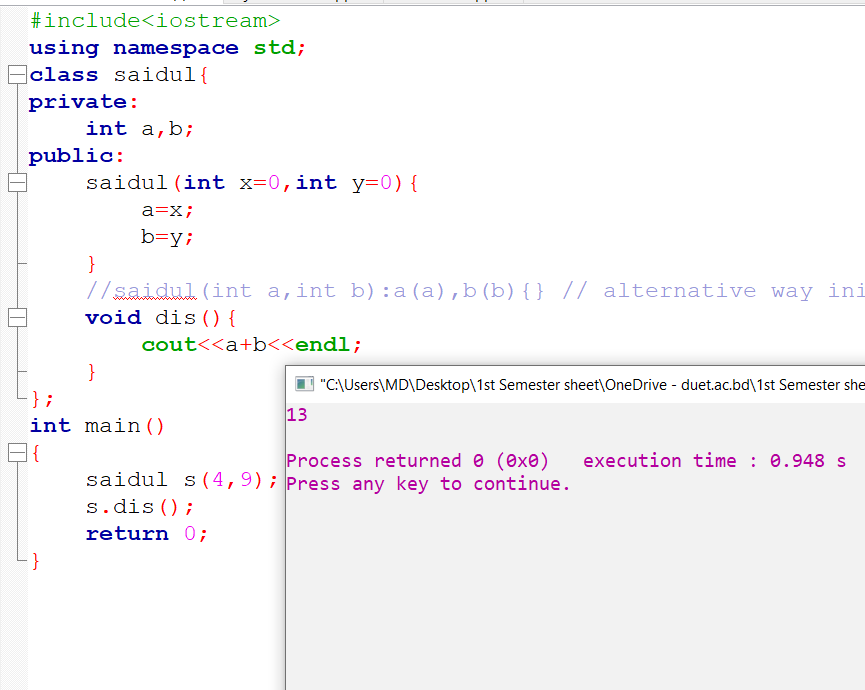 #include<iostream>
using namespace std;
class saidul{
private:
    int a,b;
public:
    saidul(int x=0,int y=0){
        a=x;
        b=y;
    }
    //saidul(int a,int b):a(a),b(b){} // alternative way ini
    void dis(){
        cout<<a+b<<endl;
    }
};
int main()
{
    saidul s(4,9);
    s.dis();
    return 0;
}
"C:\Users\MD\Desktop\1st Semester sheet\OneDrive - duet.ac.bd\1st Semester she
13
Process returned 0 (0x0)   execution time : 0.948 s
Press any key to continue.